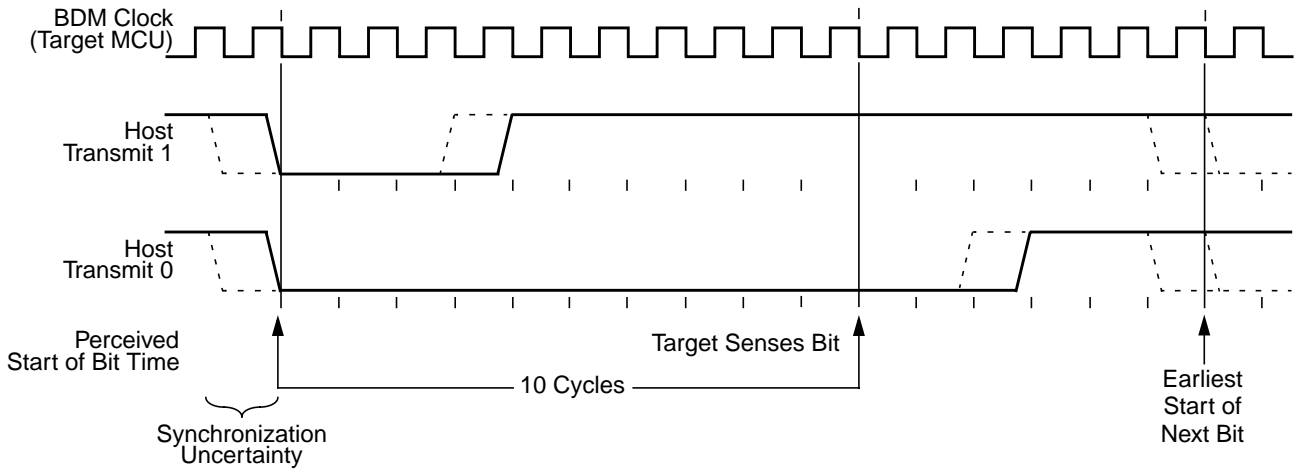 BDM Clock
(Target MCU)
Host
Transmit 1
Host
Transmit 0
Perceived
Start of Bit Time
Target Senses Bit
10 Cycles
Earliest
Start of
Next Bit
Synchronization
Uncertainty